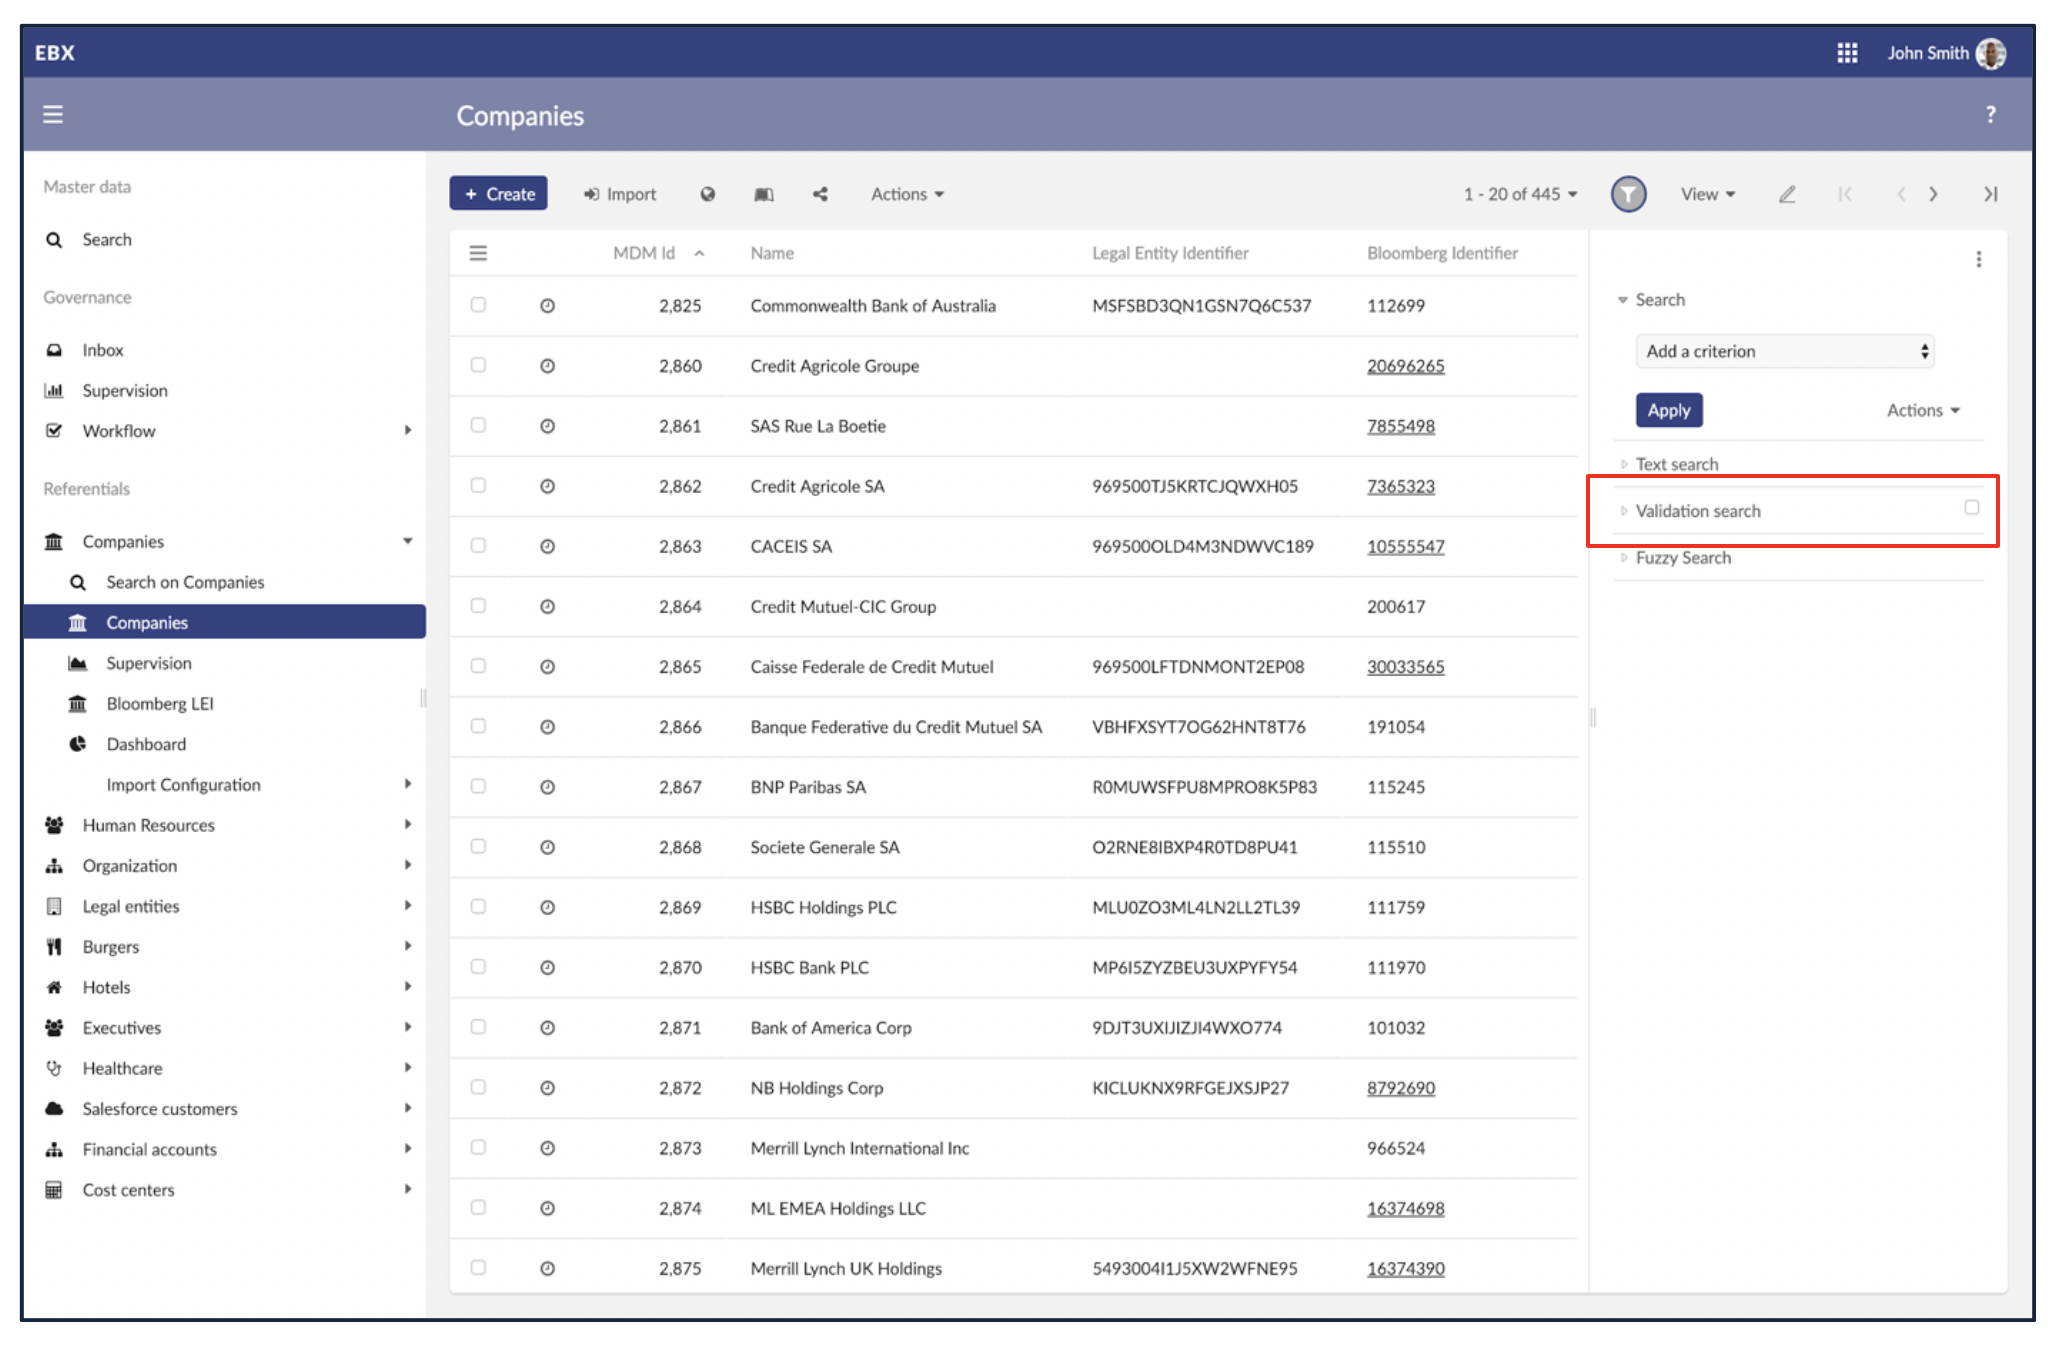 EBX
John Smith
Companies
?
Master data
Search
Governance
Inbox
Supervision
Workflow
Referentials
Companies
Search on Companies
Companies
Supervision
Bloomberg LEI
Dashboard
Import Configuration
Human Resources
Organization
Legal entities
Burgers
Hotels
Executives
Healthcare
Salesforce customers
Financial accounts
Cost centers
+ Create Import Actions 1 - 20 of 445 View
MDM Id Name Legal Entity Identifier Bloomberg Identifier
2,825 Commonwealth Bank of Australia MSFSBD3QN1GSN7Q6C537 112699
2,860 Credit Agricole Groupe 20696265
2,861 SAS Rue La Boetie 7855498
2,862 Credit Agricole SA 969500TJ5KRTCJQWXH05 7365323
2,863 CACEIS SA 969500OLD4M3NDWVC189 10555547
2,864 Credit Mutuel-CIC Group 200617
2,865 Caisse Federale de Credit Mutuel 969500LFTDNMONT2EP08 30033565
2,866 Banque Federative du Credit Mutuel SA VBHFXSYT7OG62HNT8T76 191054
2,867 BNP Paribas SA R0MUWSFPU8MPRO8K5P83 115245
2,868 Societe Generale SA O2RNE8IBXP4R0TD8PU41 115510
2,869 HSBC Holdings PLC MLU0ZO3ML4LN2LL2TL39 111759
2,870 HSBC Bank PLC MP6I5ZYZBEU3UXPYFY54 111970
2,871 Bank of America Corp 9DJT3UXIJIZJI4WXO774 101032
2,872 NB Holdings Corp KICLUKNX9RFGEJXSJP27 8792690
2,873 Merrill Lynch International Inc 966524
2,874 ML EMEA Holdings LLC 16374698
2,875 Merrill Lynch UK Holdings 5493004I1J5XW2WFNE95 16374390
Search
Add a criterion
Apply Actions
Text search
Validation search
Fuzzy Search